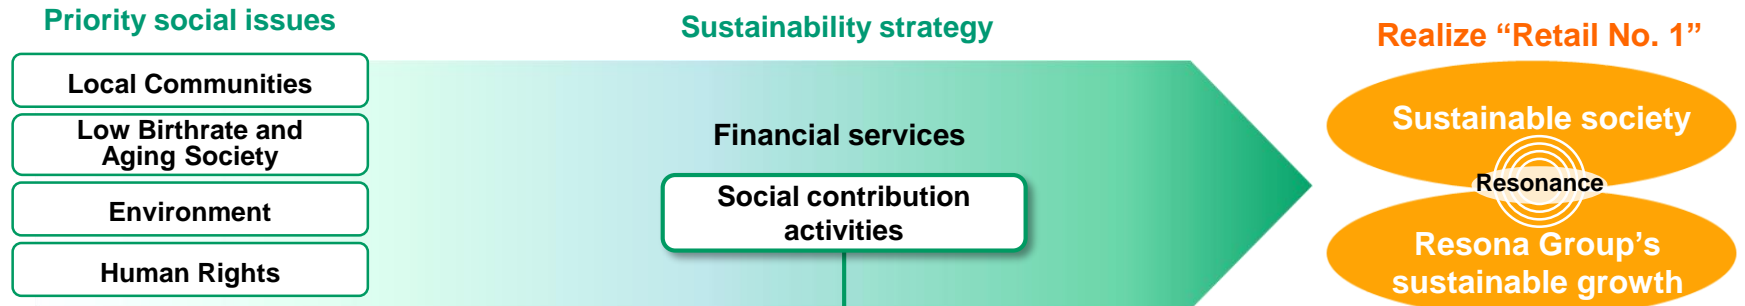 Priority social issues
Local Communities
Low Birthrate and
Aging Society
Environment
Human Rights
Sustainability strategy
Financial services
Social contribution
activities
Realize “Retail No. 1”
Sustainable society
Resonance
Resona Group’s
sustainable growth